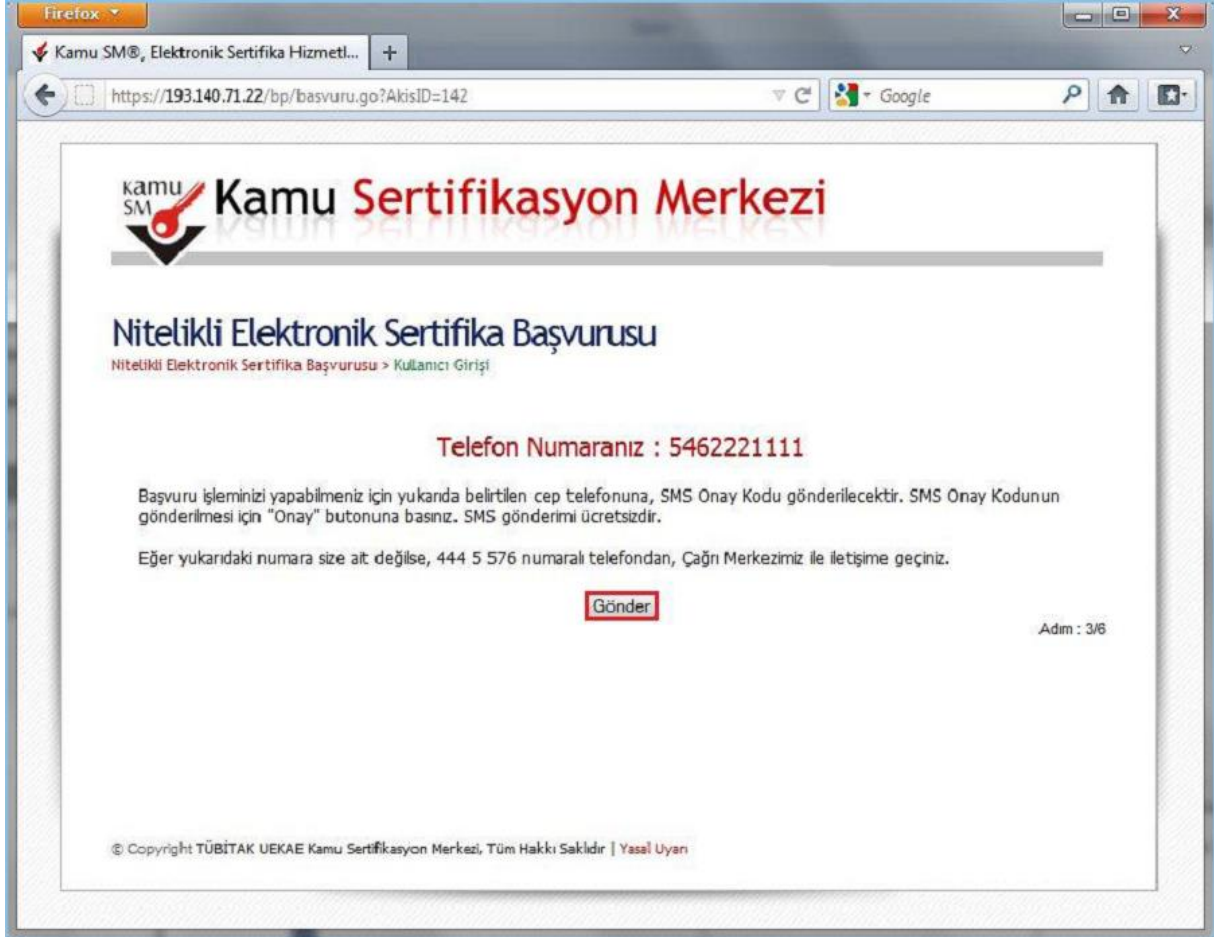 Firefox
Kamu SM®, Elektronik Sertifika Hizmetl...
https://193.140.71.22/bp/basvuru.go?AkisID=142
Google
Kamu SM
Kamu Sertifikasyon Merkezi
Nitelikli Elektronik Sertifika Başvurusu
Nitelikli Elektronik Sertifika Başvurusu > Kullanıcı Girişi
Telefon Numaranız : 5462221111
Başvuru işleminizi yapabilmeniz için yukarıda belirtilen cep telefonuna, SMS Onay Kodu gönderilecektir. SMS Onay Kodunun
gönderilmesi için "Onay" butonuna basınız. SMS gönderimi ücretsizdir.
Eğer yukarıdaki numara size ait değilse, 444 5 576 numaralı telefondan, Çağrı Merkezimiz ile iletişime geçiniz.
Gönder
Adım : 3/6
© Copyright TÜBİTAK UEKAE Kamu Sertifikasyon Merkezi, Tüm Hakkı Saklıdır | Yasal Uyarı